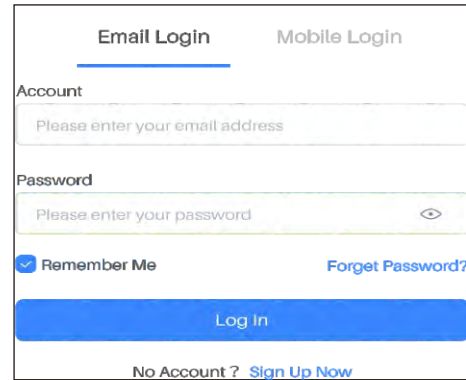 Email Login Mobile Login
Account
Please enter your email address
Password
Please enter your password
Remember Me Forget Password?
Log In
No Account ? Sign Up Now